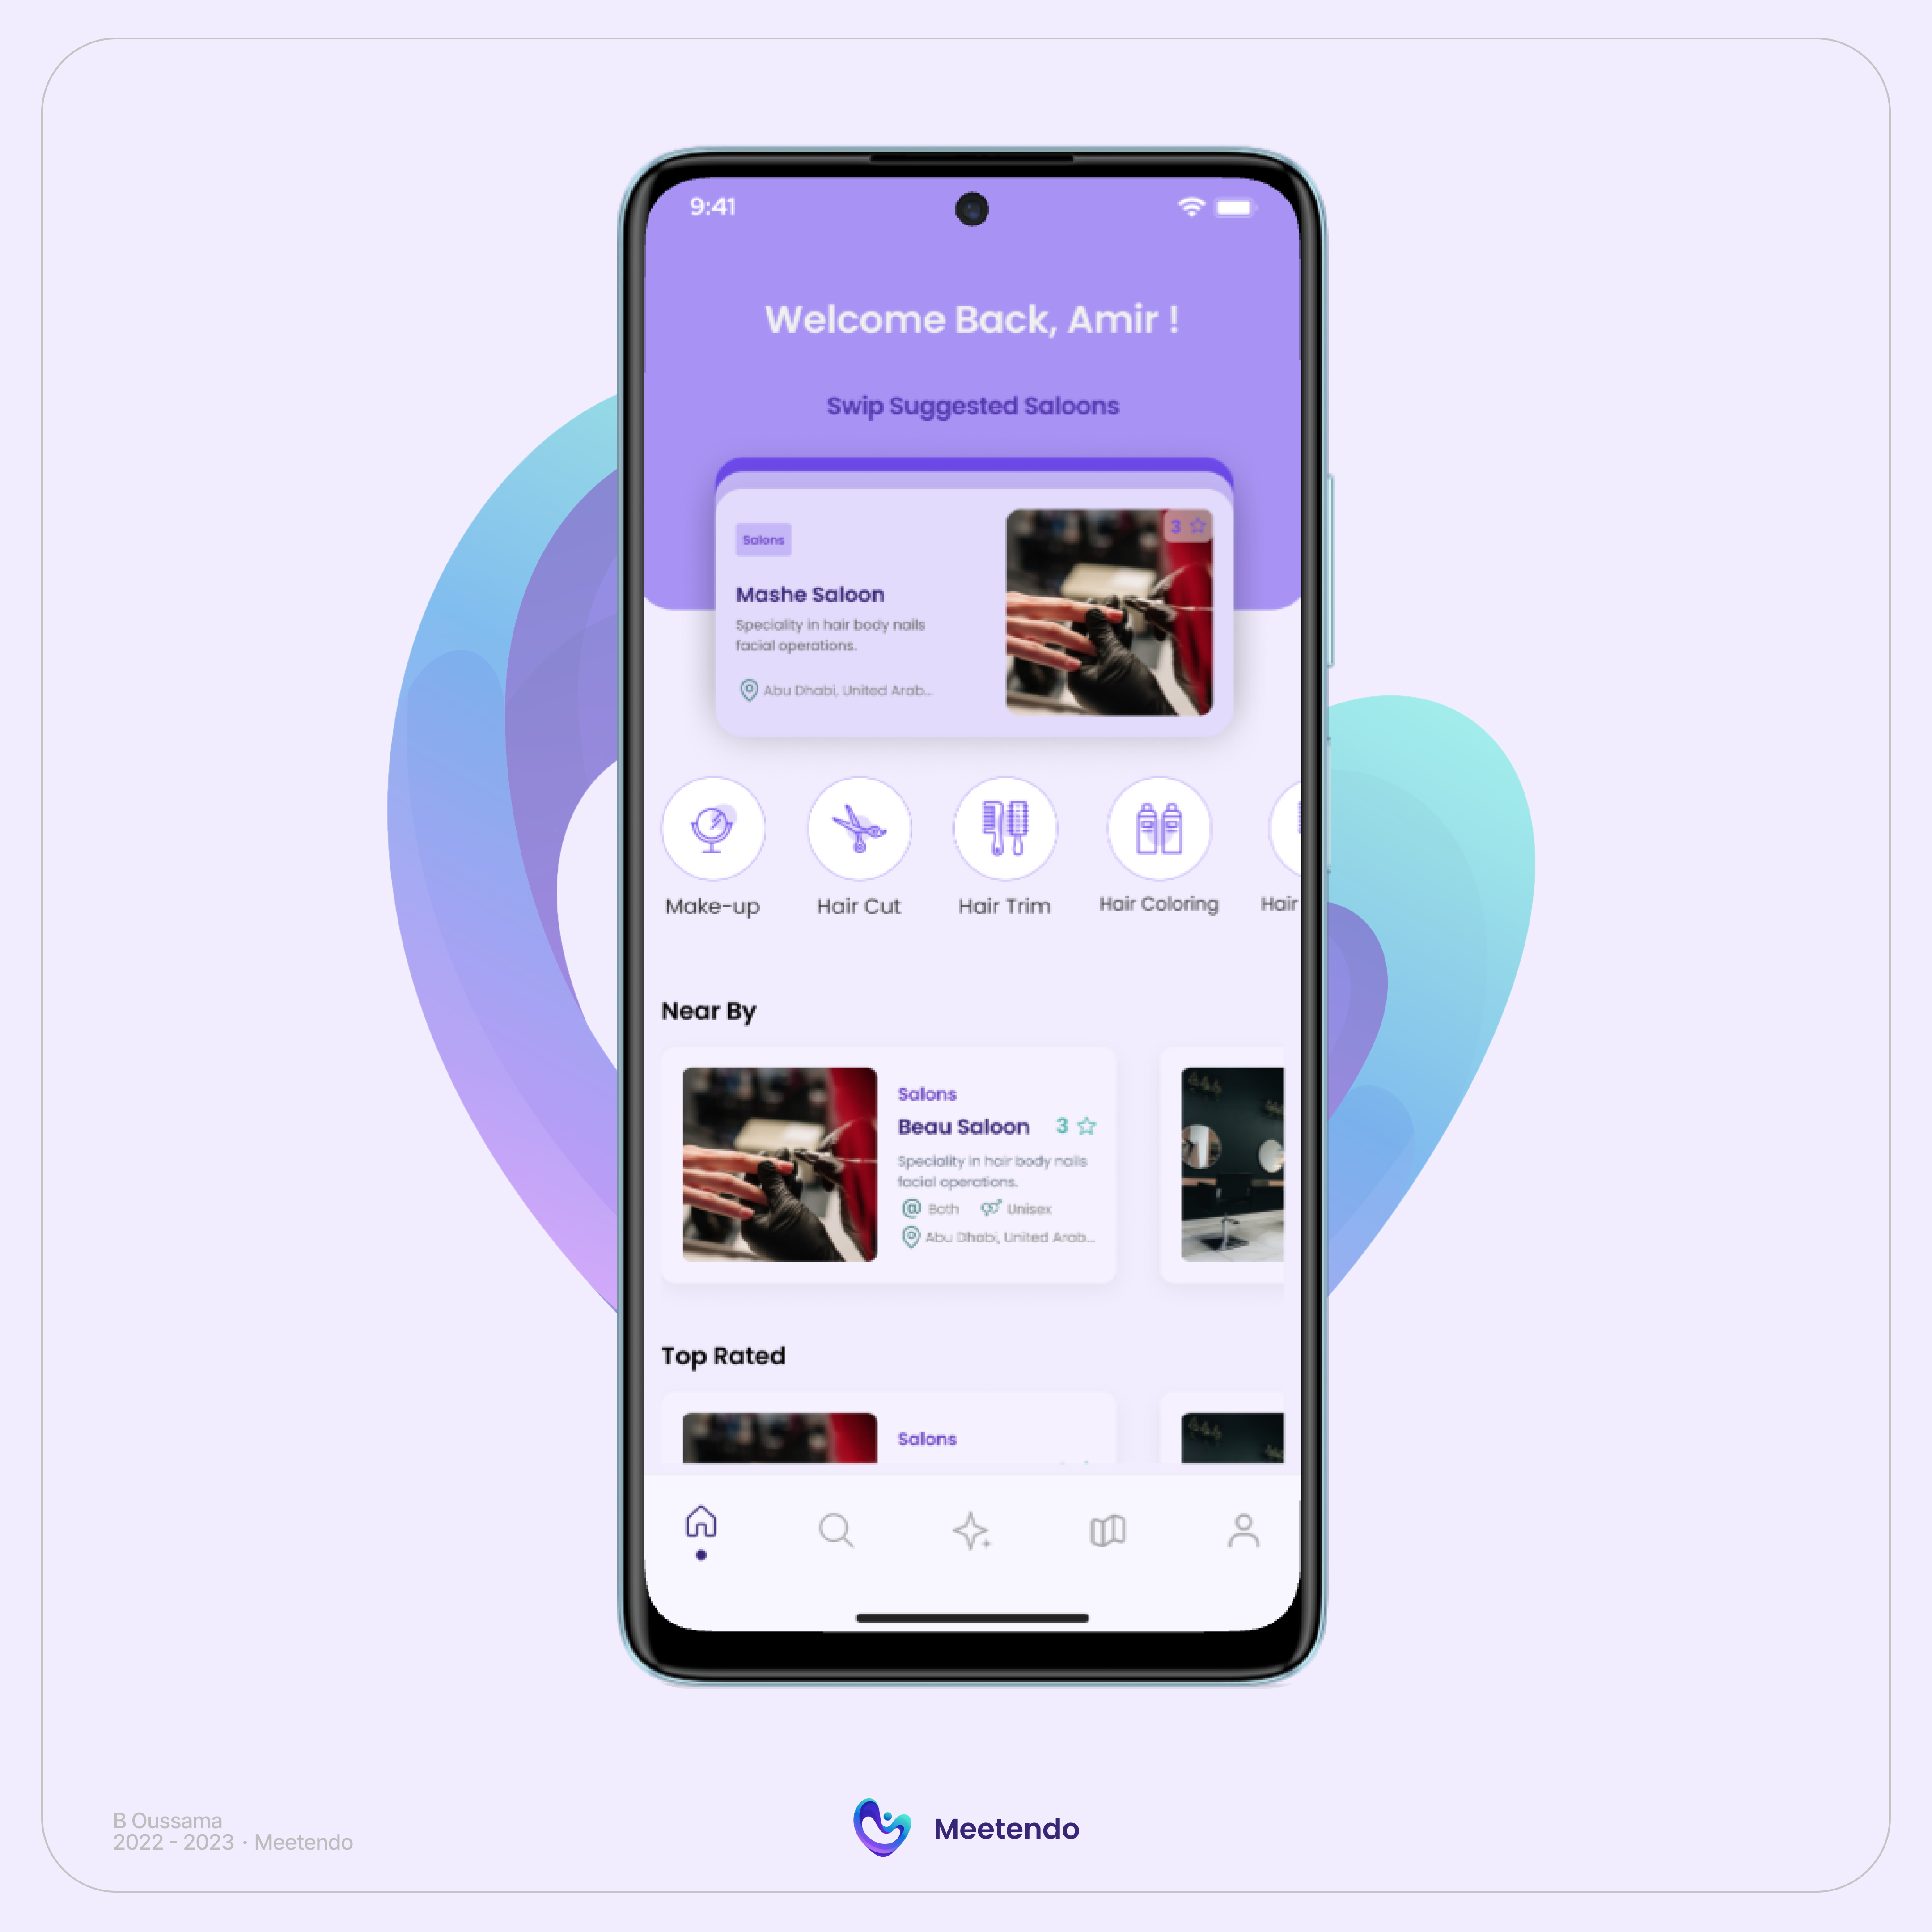 9:41
Welcome Back, Amir !
Swip Suggested Saloons
Salons
3
Mashe Saloon
Speciality in hair body nails
facial operations.
Abu Dhabi, United Arab...
Make-up
Hair Cut
Hair Trim
Hair Coloring
Hair
Near By
Salons
Beau Saloon
3
Speciality in hair body nails
facial operations.
Both
Unisex
Abu Dhabi, United Arab...
Top Rated
Salons
B Oussama
2022 - 2023 · Meetendo
Meetendo